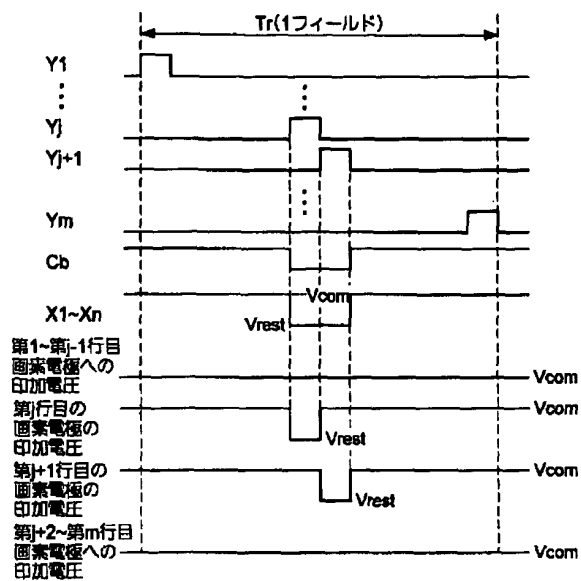 Tr(1フィールド)
Y1
Yj
Yj+1
Ym
Cb
Vcom
X1~Xn
Vrest
第1~第j-1行目
画素電極への
印加電圧
Vcom
第j行目の
画素電極の
印加電圧
Vcom
Vrest
第j+1行目の
画素電極の
印加電圧
Vcom
Vrest
第j+2~第m行目
画素電極への
印加電圧
Vcom